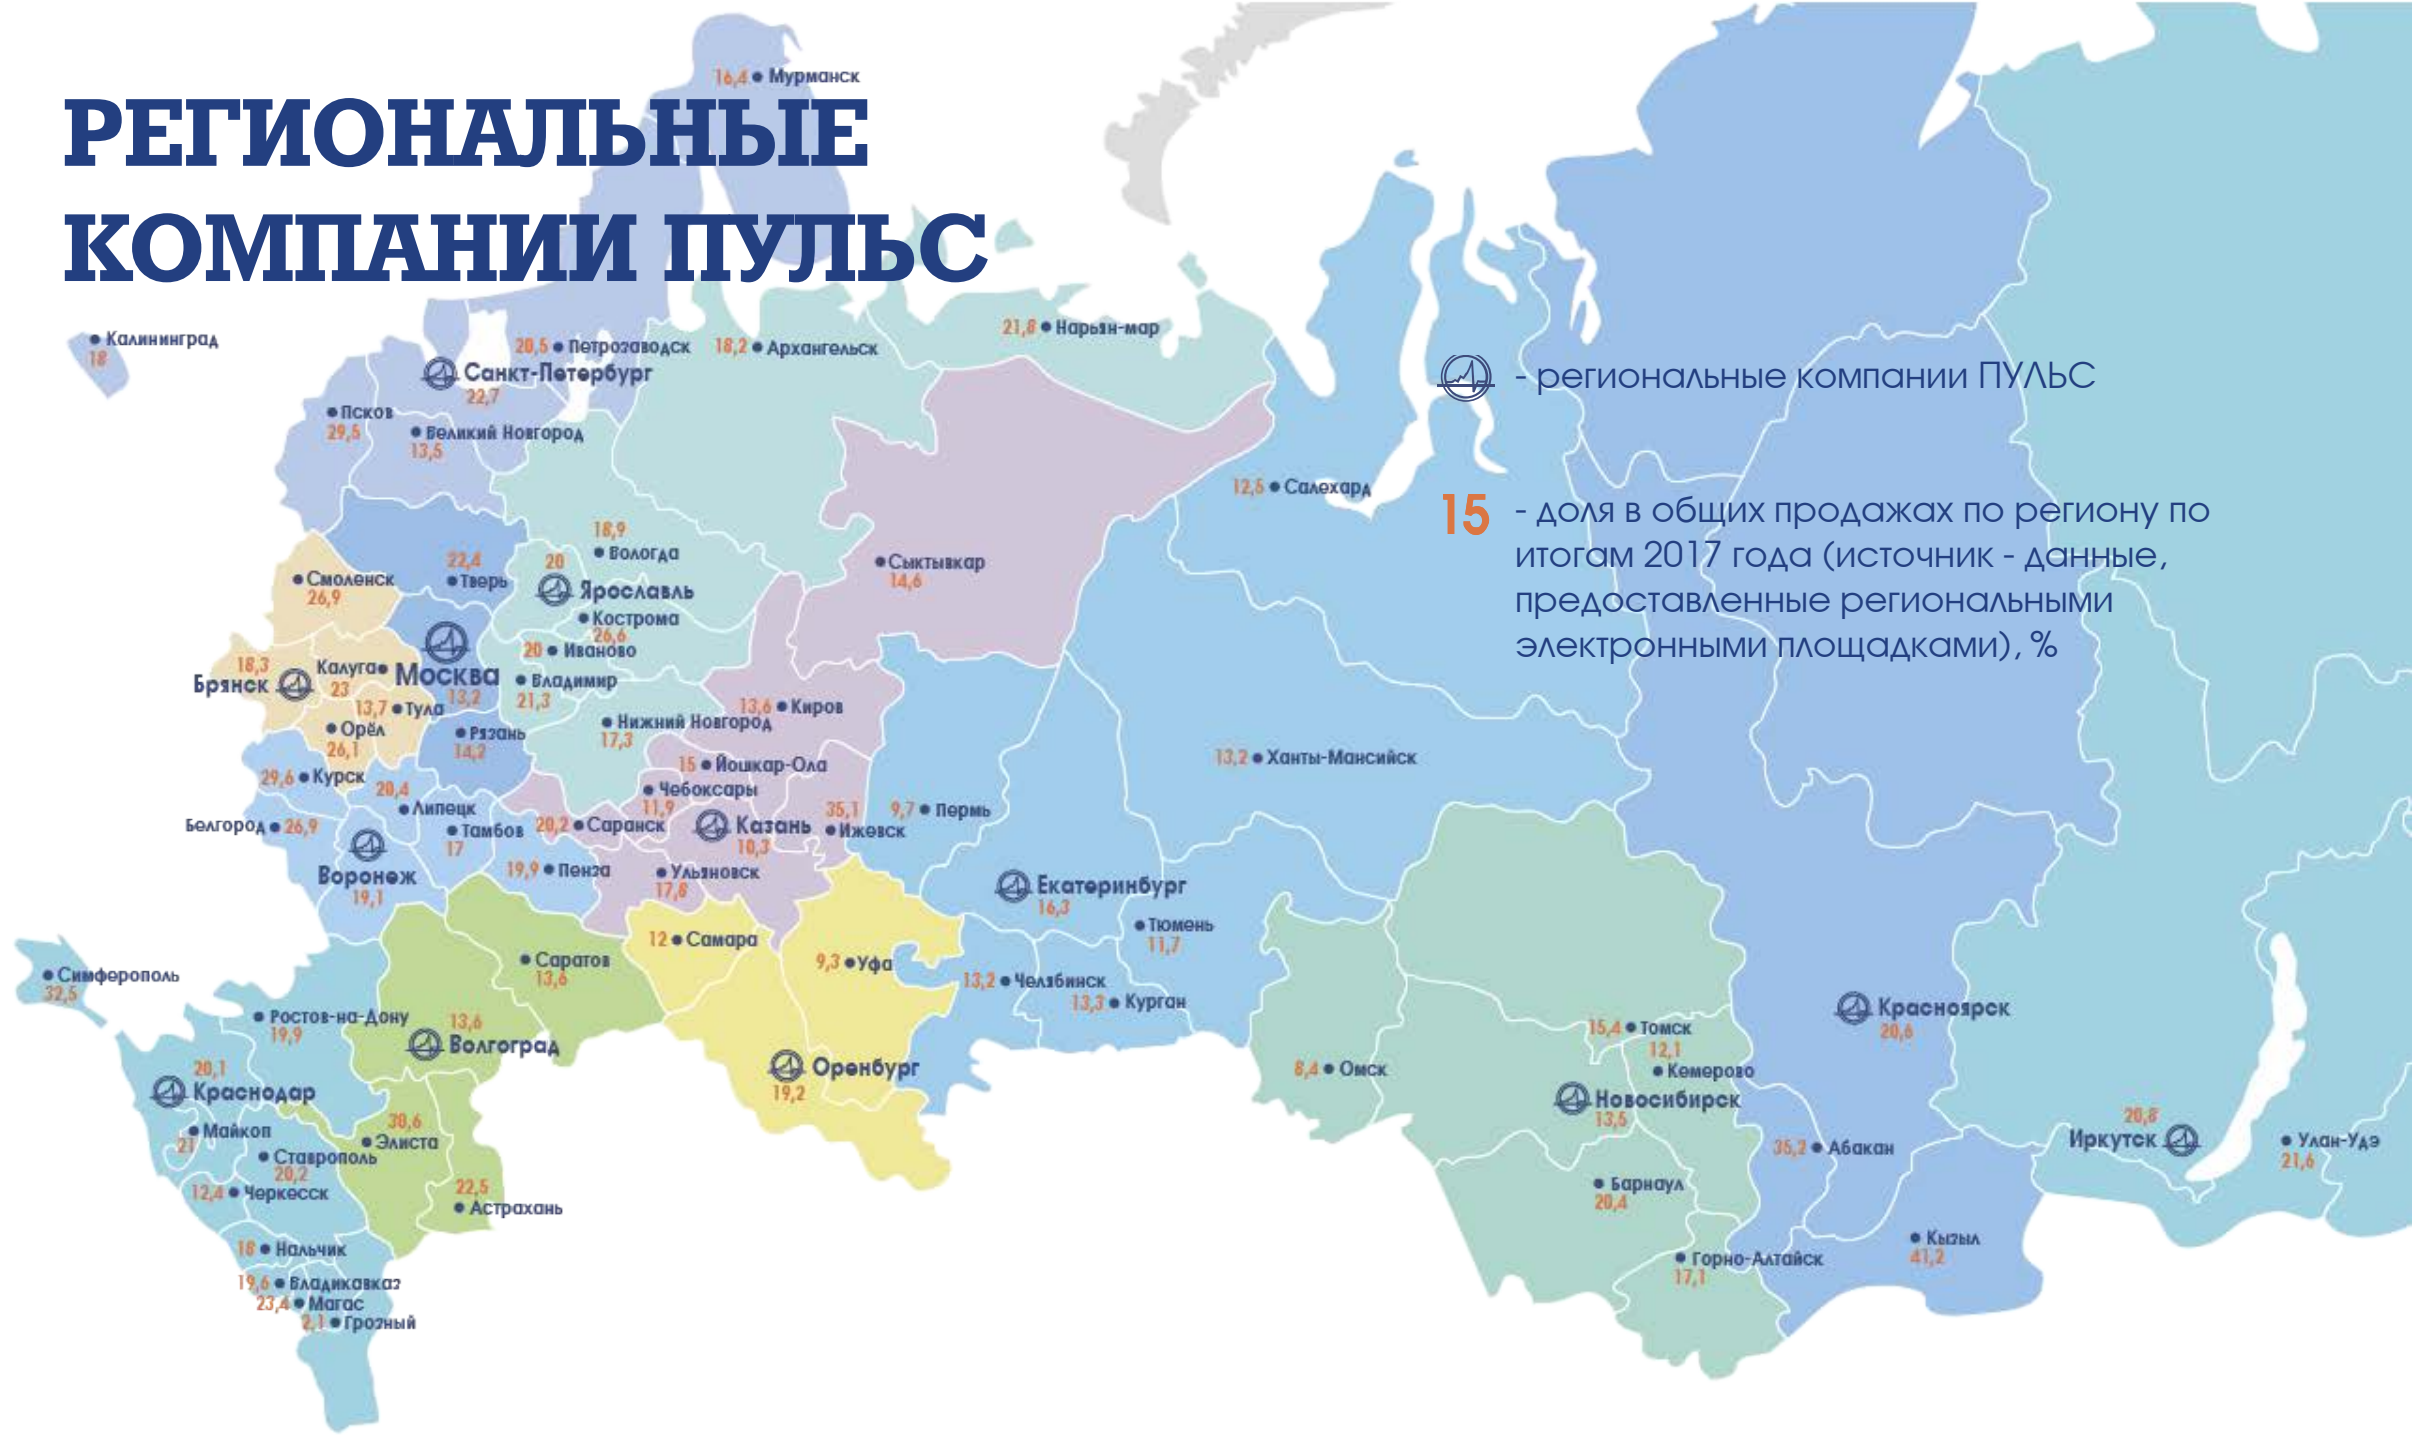 16,4 • Мурманск
РЕГИОНАЛЬНЫЕ
КОМПАНИИ ПУЛЬС
• Калининград
18
20,5 • Петрозаводск
18,2 • Архангельск
21,8 • Нарьян-мар
Санкт-Петербург
22,7
- региональные компании ПУЛЬС
• Псков
29,5
• Великий Новгород
13,5
12,6 • Салехард
15 - доля в общих продажах по региону по
итогам 2017 года (источник - данные,
предоставленные региональными
электронными площадками), %
18,9
• Вологда
22,4
• Тверь
20
Ярославль
• Смоленск
26,9
• Сыктывкар
14,6
• Кострома
26,6
20 • Иваново
18,3
Брянск
Калуга •
23
Москва
13,2
• Владимир
21,3
13,7 • Тула
13,6 • Киров
• Орёл
26,1
• Рязань
14,2
• Нижний Новгород
17,3
13,2 • Ханты-Мансийск
29,6 • Курск
15 • Йошкар-Ола
20,4
• Липецк
• Чебоксары
11,9
Белгород • 26,9
• Тамбов
17
20,2 • Саранск
Казань
10,3
35,1
• Ижевск
9,7 • Пермь
Воронеж
19,1
19,9 • Пенза
• Ульяновск
17,8
Екатеринбург
16,3
• Тюмень
11,7
12 • Самара
• Саратов
13,6
9,3 • Уфа
13,2 • Челябинск
13,3 • Курган
• Симферополь
32,5
• Ростов-на-Дону
19,9
13,6
Волгоград
Красноярск
20,6
15,4 • Томск
12,1
• Кемерово
20,1
Краснодар
Оренбург
19,2
8,4 • Омск
Новосибирск
13,5
• Майкоп
21
30,6
• Элиста
35,2 • Абакан
20,8
Иркутск
• Улан-Удэ
21,6
• Ставрополь
20,2
12,4 • Черкесск
22,5
• Астрахань
• Барнаул
20,4
18 • Нальчик
• Горно-Алтайск
17,1
• Кызыл
41,2
19,6 • Владикавказ
23,4 • Магас
2,1 • Грозный